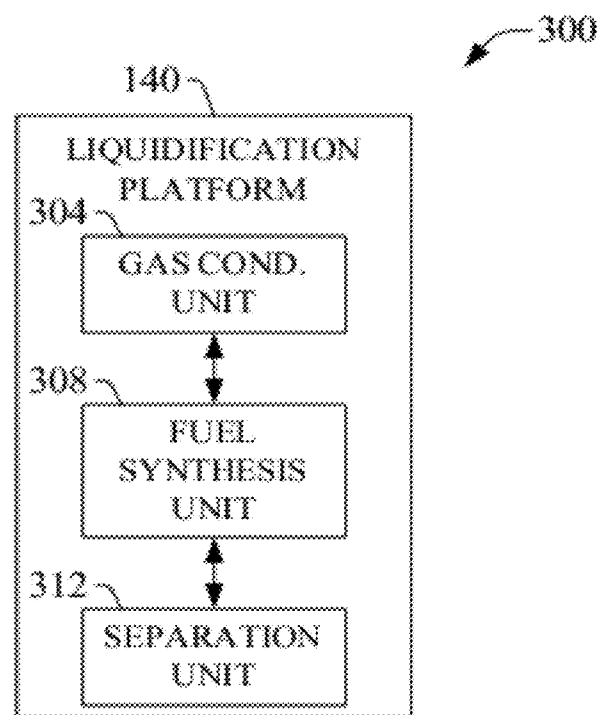 300
140
LIQUIDIFICATION
PLATFORM
304
GAS COND.
UNIT
308
FUEL
SYNTHESIS
UNIT
312
SEPARATION
UNIT